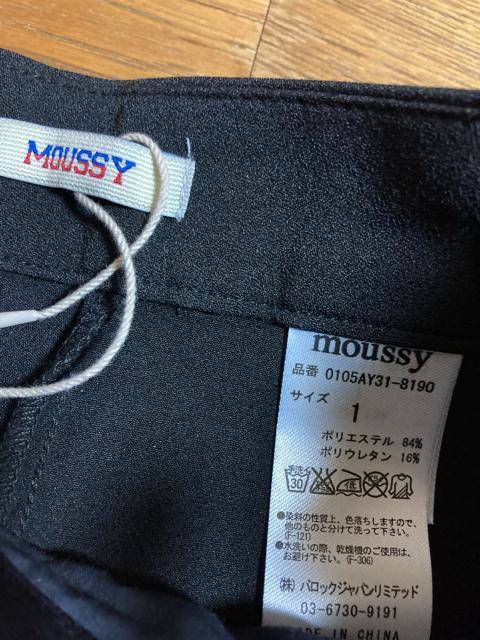 MOUSSY
moussy
品番 0105AY31-8190
サイズ
1
ポリエステル 84%
ポリウレタン 16%
手洗イ
30
低
●染料の性質上、色落ちしますので、
他のものと分けて洗って下さい。
(F-121)
●水洗いの際、乾燥機のご使用は、
お避け下さい。(F-306)
(株)バロックジャパンリミテッド
03-6730-9191
MADE IN CHINA